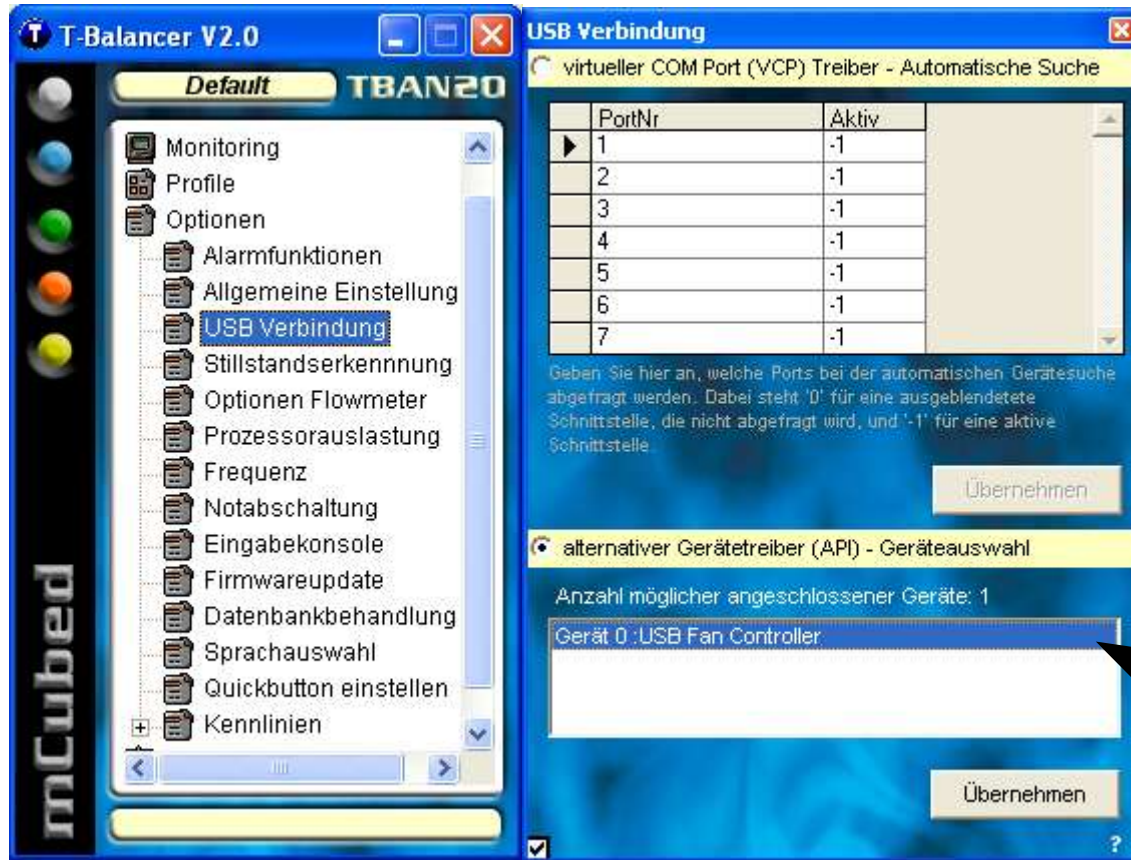 T-Balancer V2.0
Default
TBAN20
Monitoring
Profile
Optionen
Alarmfunktionen
Allgemeine Einstellung
USB Verbindung
Stillstandserkennnung
Optionen Flowmeter
Prozessorauslastung
Frequenz
Notabschaltung
Eingabekonsole
Firmwareupdate
Datenbankbehandlung
Sprachauswahl
Quickbutton einstellen
Kennlinien
mCubed
USB Verbindung
virtueller COM Port (VCP) Treiber - Automatische Suche
PortNr Aktiv
1 -1
2 -1
3 -1
4 -1
5 -1
6 -1
7 -1
Geben Sie hier an, welche Ports bei der automatischen Gerätesuche
abgefragt werden. Dabei steht '0' für eine ausgeblendetete
Schnittstelle, die nicht abgefragt wird, und '-1' für eine aktive
Schnittstelle.
Übernehmen
alternativer Gerätetreiber (API) - Geräteauswahl
Anzahl möglicher angeschlossener Geräte: 1
Gerät 0 :USB Fan Controller
Übernehmen
?